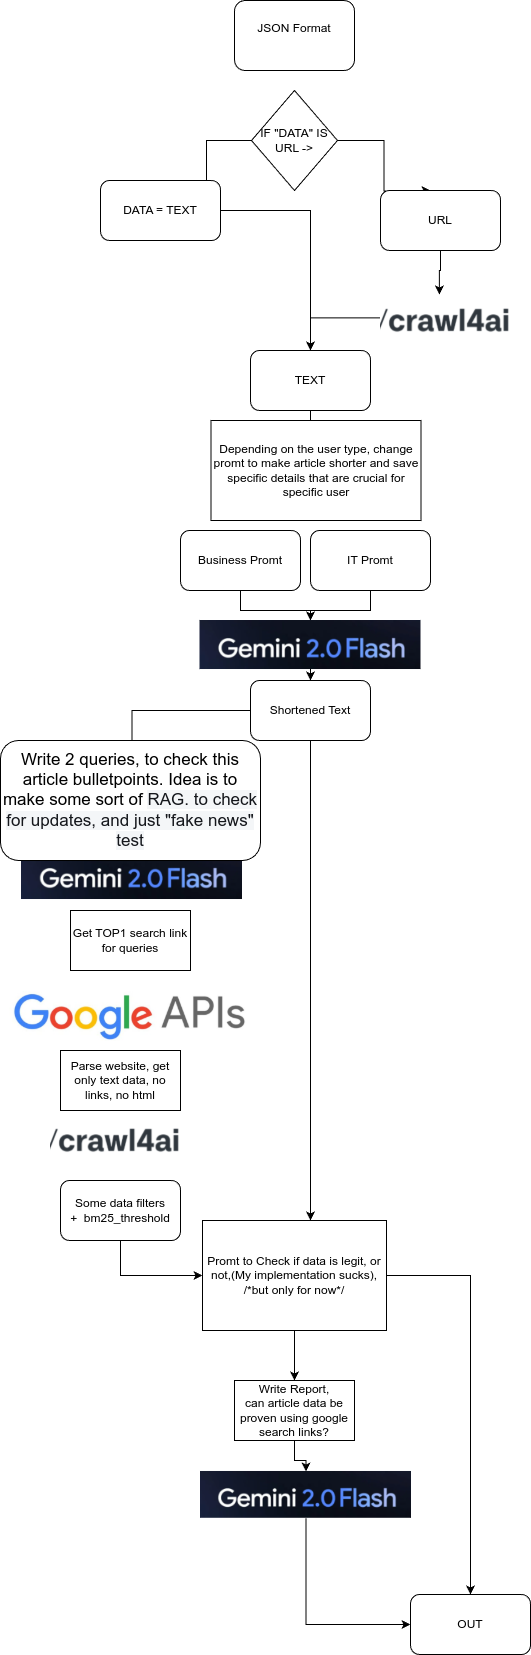 JSON Format
IF "DATA" IS
URL ->
DATA = TEXT
URL
/crawl4ai
TEXT
Depending on the user type, change
promt to make article shorter and save
specific details that are crucial for
specific user
Business Promt
IT Promt
Gemini 2.0 Flash
Shortened Text
Write 2 queries, to check this
article bulletpoints. Idea is to
make some sort of RAG. to check
for updates, and just "fake news"
test
Gemini 2.0 Flash
Get TOP1 search link
for queries
Google APIs
Parse website, get
only text data, no
links, no html
/crawl4ai
Some data filters
+ bm25_threshold
Promt to Check if data is legit, or
not,(My implementation sucks),
/*but only for now*/
Write Report,
can article data be
proven using google
search links?
Gemini 2.0 Flash
OUT